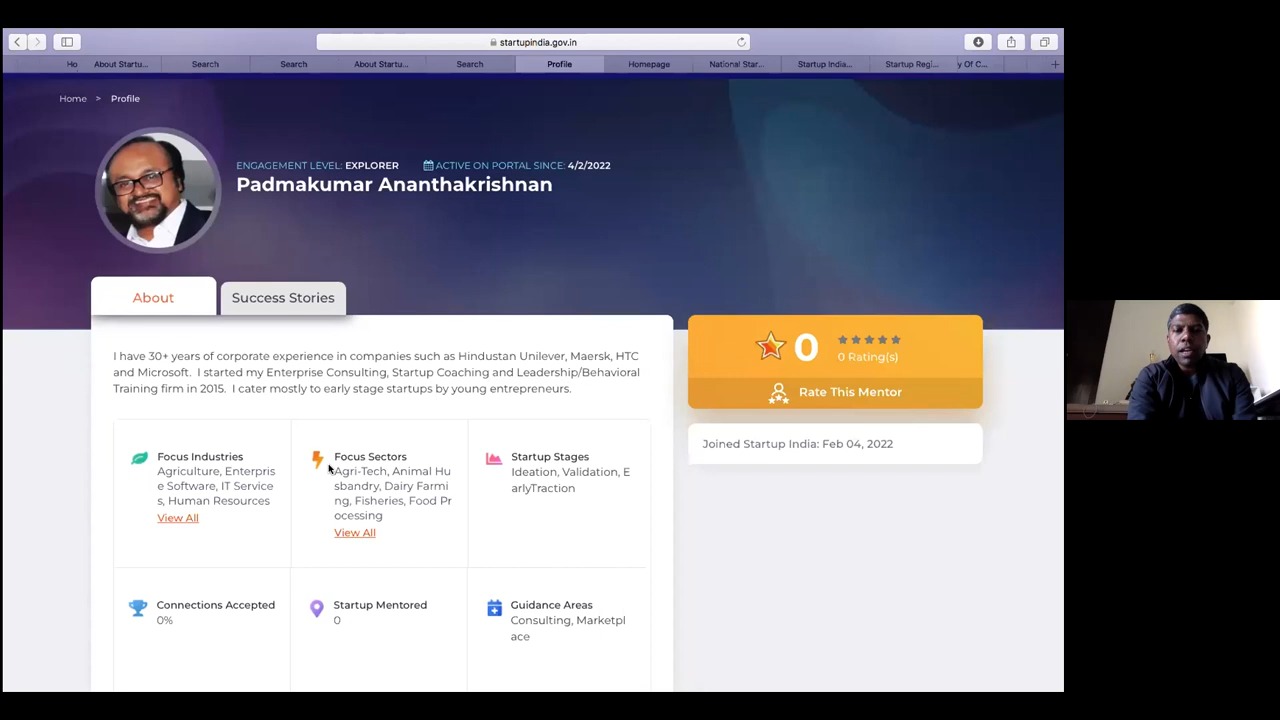 startupindia.gov.in
Ho
About Startu...
Search
Search
About Startu...
Search
Profile
Homepage
National Star...
Startup India...
Startup Regi...
y Of C...
Home > Profile
ENGAGEMENT LEVEL: EXPLORER ACTIVE ON PORTAL SINCE: 4/2/2022
Padmakumar Ananthakrishnan
About
Success Stories
I have 30+ years of corporate experience in companies such as Hindustan Unilever, Maersk, HTC
and Microsoft. I started my Enterprise Consulting, Startup Coaching and Leadership/Behavioral
Training firm in 2015. I cater mostly to early stage startups by young entrepreneurs.
0
0 Rating(s)
Rate This Mentor
Joined Startup India: Feb 04, 2022
Focus Industries
Agriculture, Enterpris
e Software, IT Service
s, Human Resources
View All
Focus Sectors
Agri-Tech, Animal Hu
sbandry, Dairy Farmi
ng, Fisheries, Food Pr
ocessing
View All
Startup Stages
Ideation, Validation, E
arlyTraction
Connections Accepted
0%
Startup Mentored
0
Guidance Areas
Consulting, Marketpl
ace